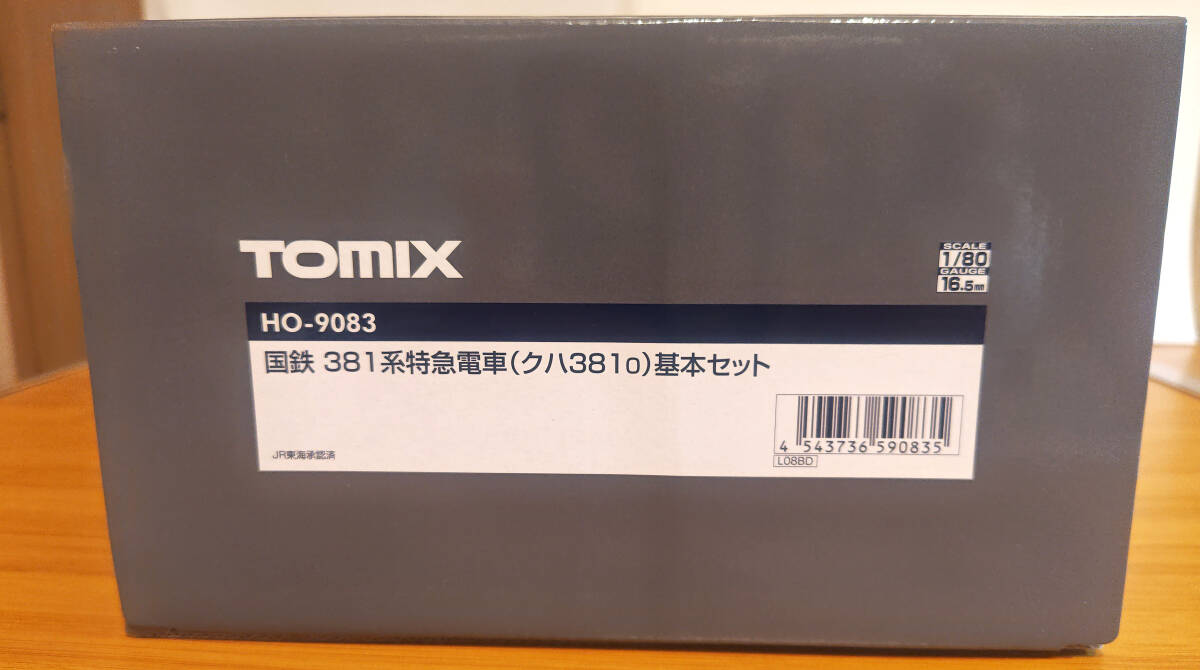 TOMIX
SCALE
1/80
GAUGE
16.5mm
HO-9083
国鉄 381系特急電車(クハ381０)基本セット
4 543736 590835
L08BD
JR東海承認済